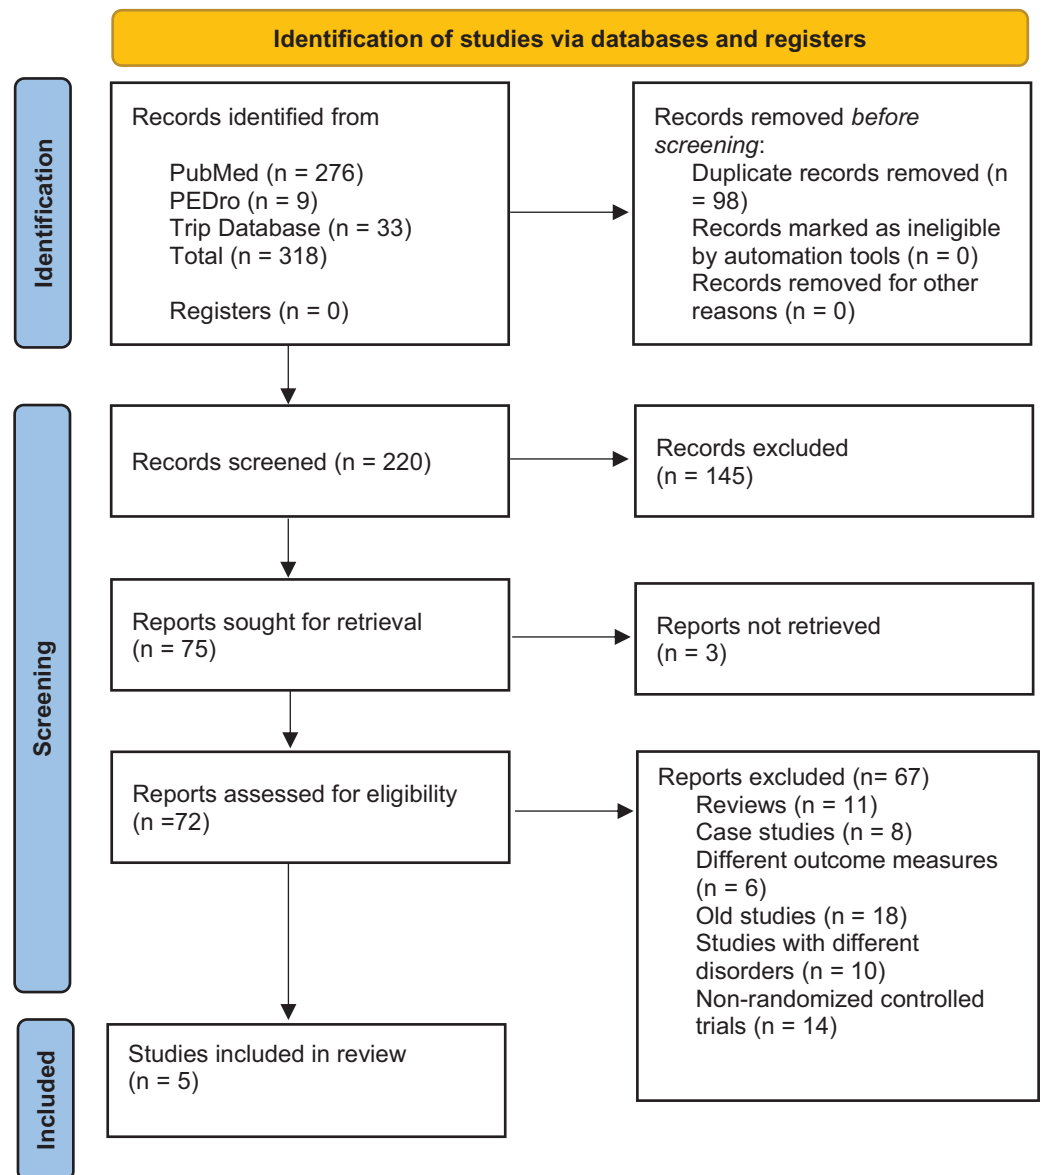 Identification of studies via databases and registers
Identification
Records identified from
PubMed (n = 276)
PEDro (n = 9)
Trip Database (n = 33)
Total (n = 318)
Registers (n = 0)
Records removed before
screening:
Duplicate records removed (n
= 98)
Records marked as ineligible
by automation tools (n = 0)
Records removed for other
reasons (n = 0)
Screening
Records screened (n = 220)
Records excluded
(n = 145)
Reports sought for retrieval
(n = 75)
Reports not retrieved
(n = 3)
Reports assessed for eligibility
(n =72)
Reports excluded (n= 67)
Reviews (n = 11)
Case studies (n = 8)
Different outcome measures
(n = 6)
Old studies (n = 18)
Studies with different
disorders (n = 10)
Non-randomized controlled
trials (n = 14)
Included
Studies included in review
(n = 5)